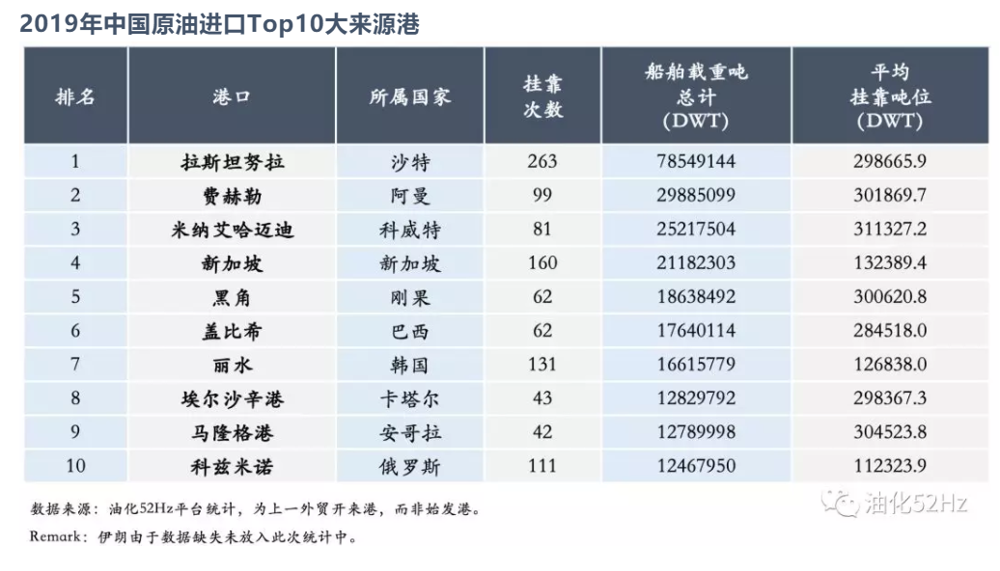 2019年中国原油进口Top10大来源港
排名 港口 所属国家 挂靠次数 船舶载重吨总计(DWT) 平均挂靠吨位(DWT)
1 拉斯坦努拉 沙特 263 78549144 298665.9
2 费赫勒 阿曼 99 29885099 301869.7
3 米纳艾哈迈迪 科威特 81 25217504 311327.2
4 新加坡 新加坡 160 21182303 132389.4
5 黑角 刚果 62 18638492 300620.8
6 盖比希 巴西 62 17640114 284518.0
7 丽水 韩国 131 16615779 126838.0
8 埃尔沙辛港 卡塔尔 43 12829792 298367.3
9 马隆格港 安哥拉 42 12789998 304523.8
10 科兹米诺 俄罗斯 111 12467950 112323.9
数据来源：油化52Hz平台统计，为上一外贸开来港，而非始发港。
油化52Hz
Remark：伊朗由于数据缺失未放入此次统计中。